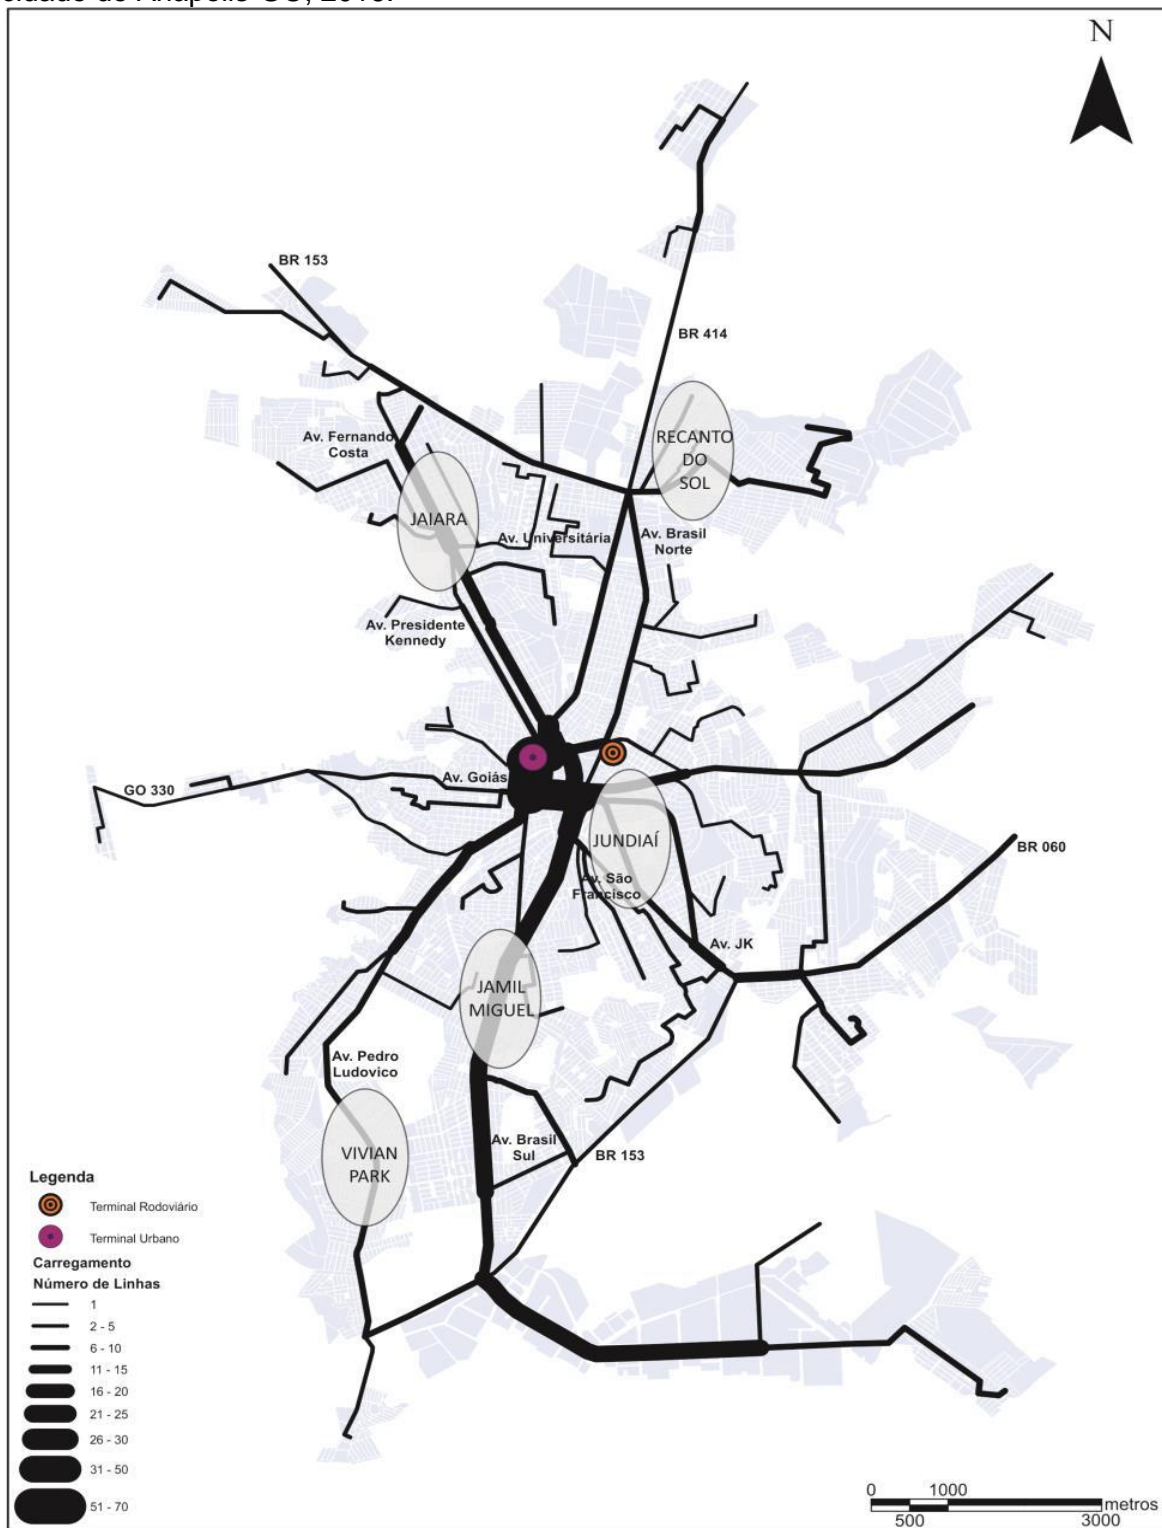 cidade de Anápolis-GO, 2015.
N
BR 153
BR 414
Av. Fernando
Costa
RECANTO
DO
SOL
JAIARA
Av. Universitária
Av. Brasil
Norte
Av. Presidente
Kennedy
Av. Goiás
GO 330
JUNDIAÍ
BR 060
Av. São
Francisco
Av. JK
JAMIL
MIGUEL
Av. Pedro
Ludovico
VIVIAN
PARK
Av. Brasil
Sul
BR 153
Legenda
Terminal Rodoviário
Terminal Urbano
Carregamento
Número de Linhas
1
2 - 5
6 - 10
11 - 15
16 - 20
21 - 25
26 - 30
31 - 50
51 - 70
0 1000
metros
500 3000